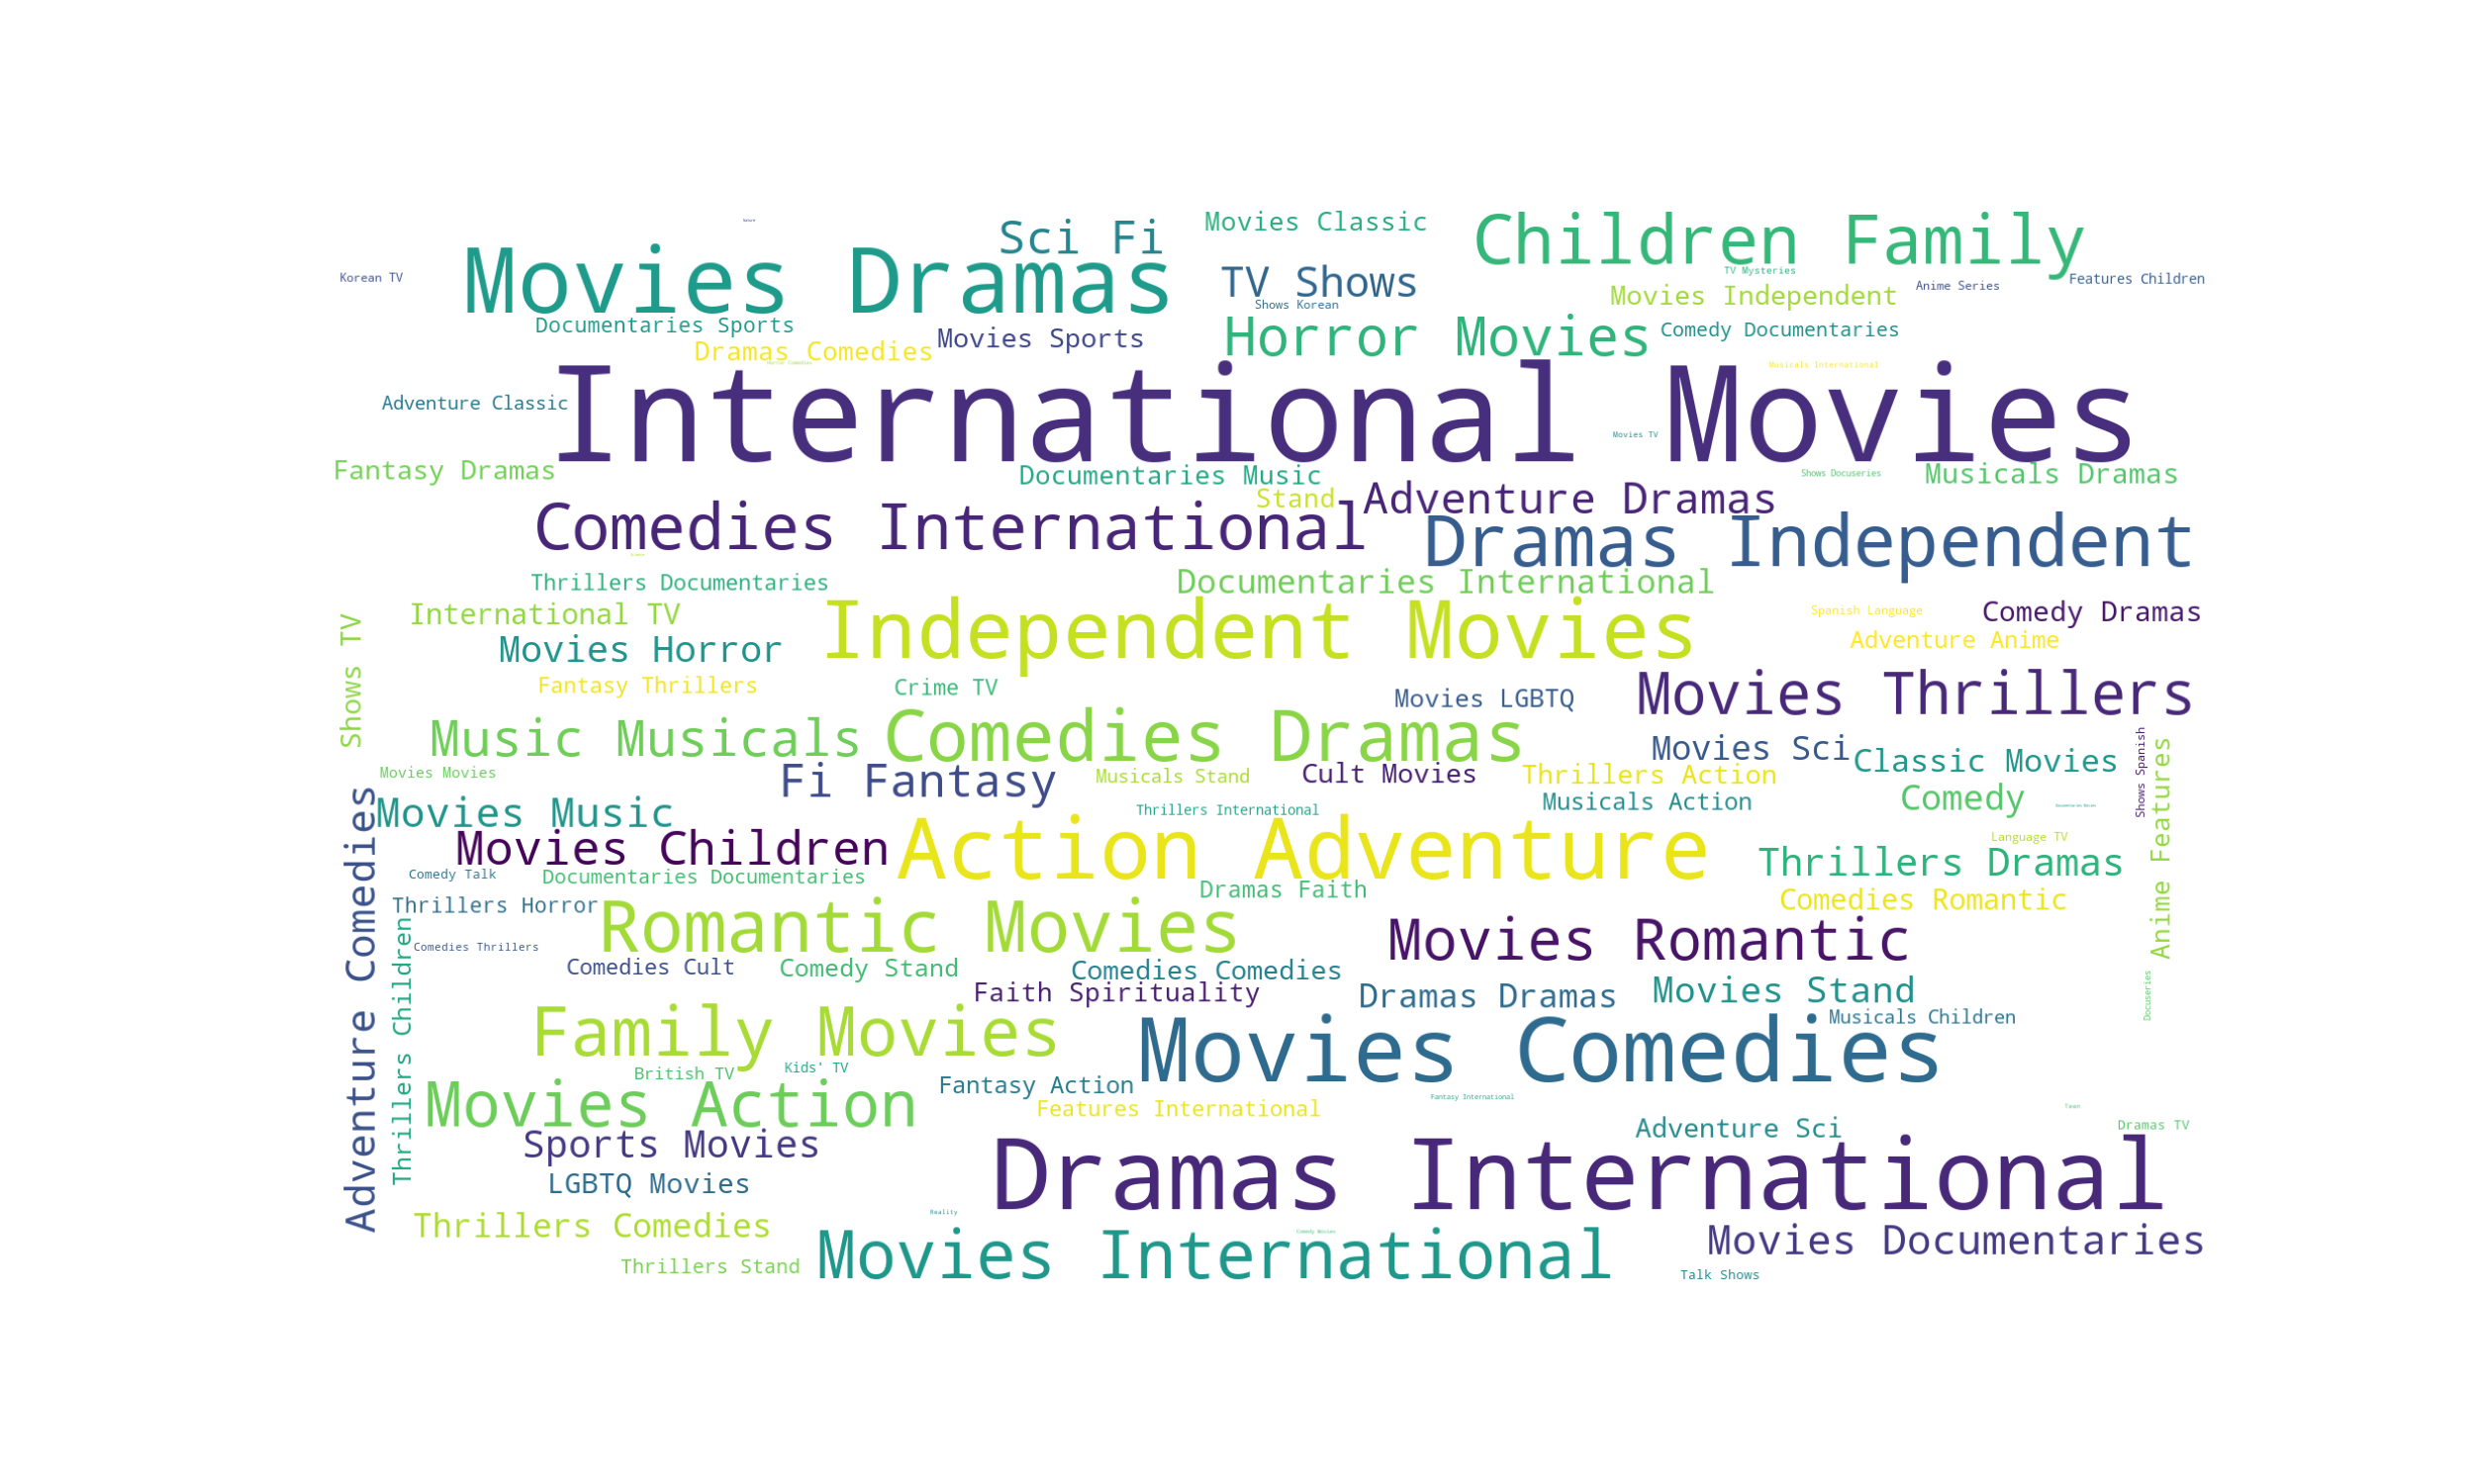 Movies Classic
Children Family
Sci Fi
Movies Dramas
TV Shows
TV Mysteries
Korean TV
Features Children
Anime Series
Movies Independent
Shows Korean
Documentaries Sports
Movies Sports
Horror Movies
Comedy Documentaries
Dramas Comedies
Horror Comedies
Musicals International
International Movies
Adventure Classic
Movies TV
Fantasy Dramas
Documentaries Music
Shows Docuseries
Musicals Dramas
Stand
Adventure Dramas
Comedies International
Dramas Independent
Thrillers Documentaries
Documentaries International
International TV
Independent Movies
Spanish Language
Comedy Dramas
Adventure Anime
Shows TV
Movies Horror
Fantasy Thrillers
Crime TV
Movies LGBTQ
Movies Thrillers
Music Musicals
Comedies Dramas
Movies Sci
Classic Movies
Shows Spanish
Anime Features
Movies Movies
Fi Fantasy
Musicals Stand
Cult Movies
Thrillers Action
Comedy
Musicals Action
Movies Music
Thrillers International
Action Adventure
Movies Children
Language TV
Thrillers Dramas
Comedy Talk
Documentaries Documentaries
Dramas Faith
Comedies Romantic
Adventure Comedies
Thrillers Horror
Thrillers Children
Romantic Movies
Movies Romantic
Comedies Thrillers
Comedies Cult
Comedy Stand
Comedies Comedies
Faith Spirituality
Dramas Dramas
Movies Stand
Docuseries
Musicals Children
Family Movies
Movies Comedies
British TV
Kids' TV
Fantasy Action
Movies Action
Features International
Fantasy International
Teen
Dramas TV
Sports Movies
Adventure Sci
Dramas International
LGBTQ Movies
Reality
Thrillers Comedies
Movies International
Comedy Movies
Movies Documentaries
Thrillers Stand
Talk Shows